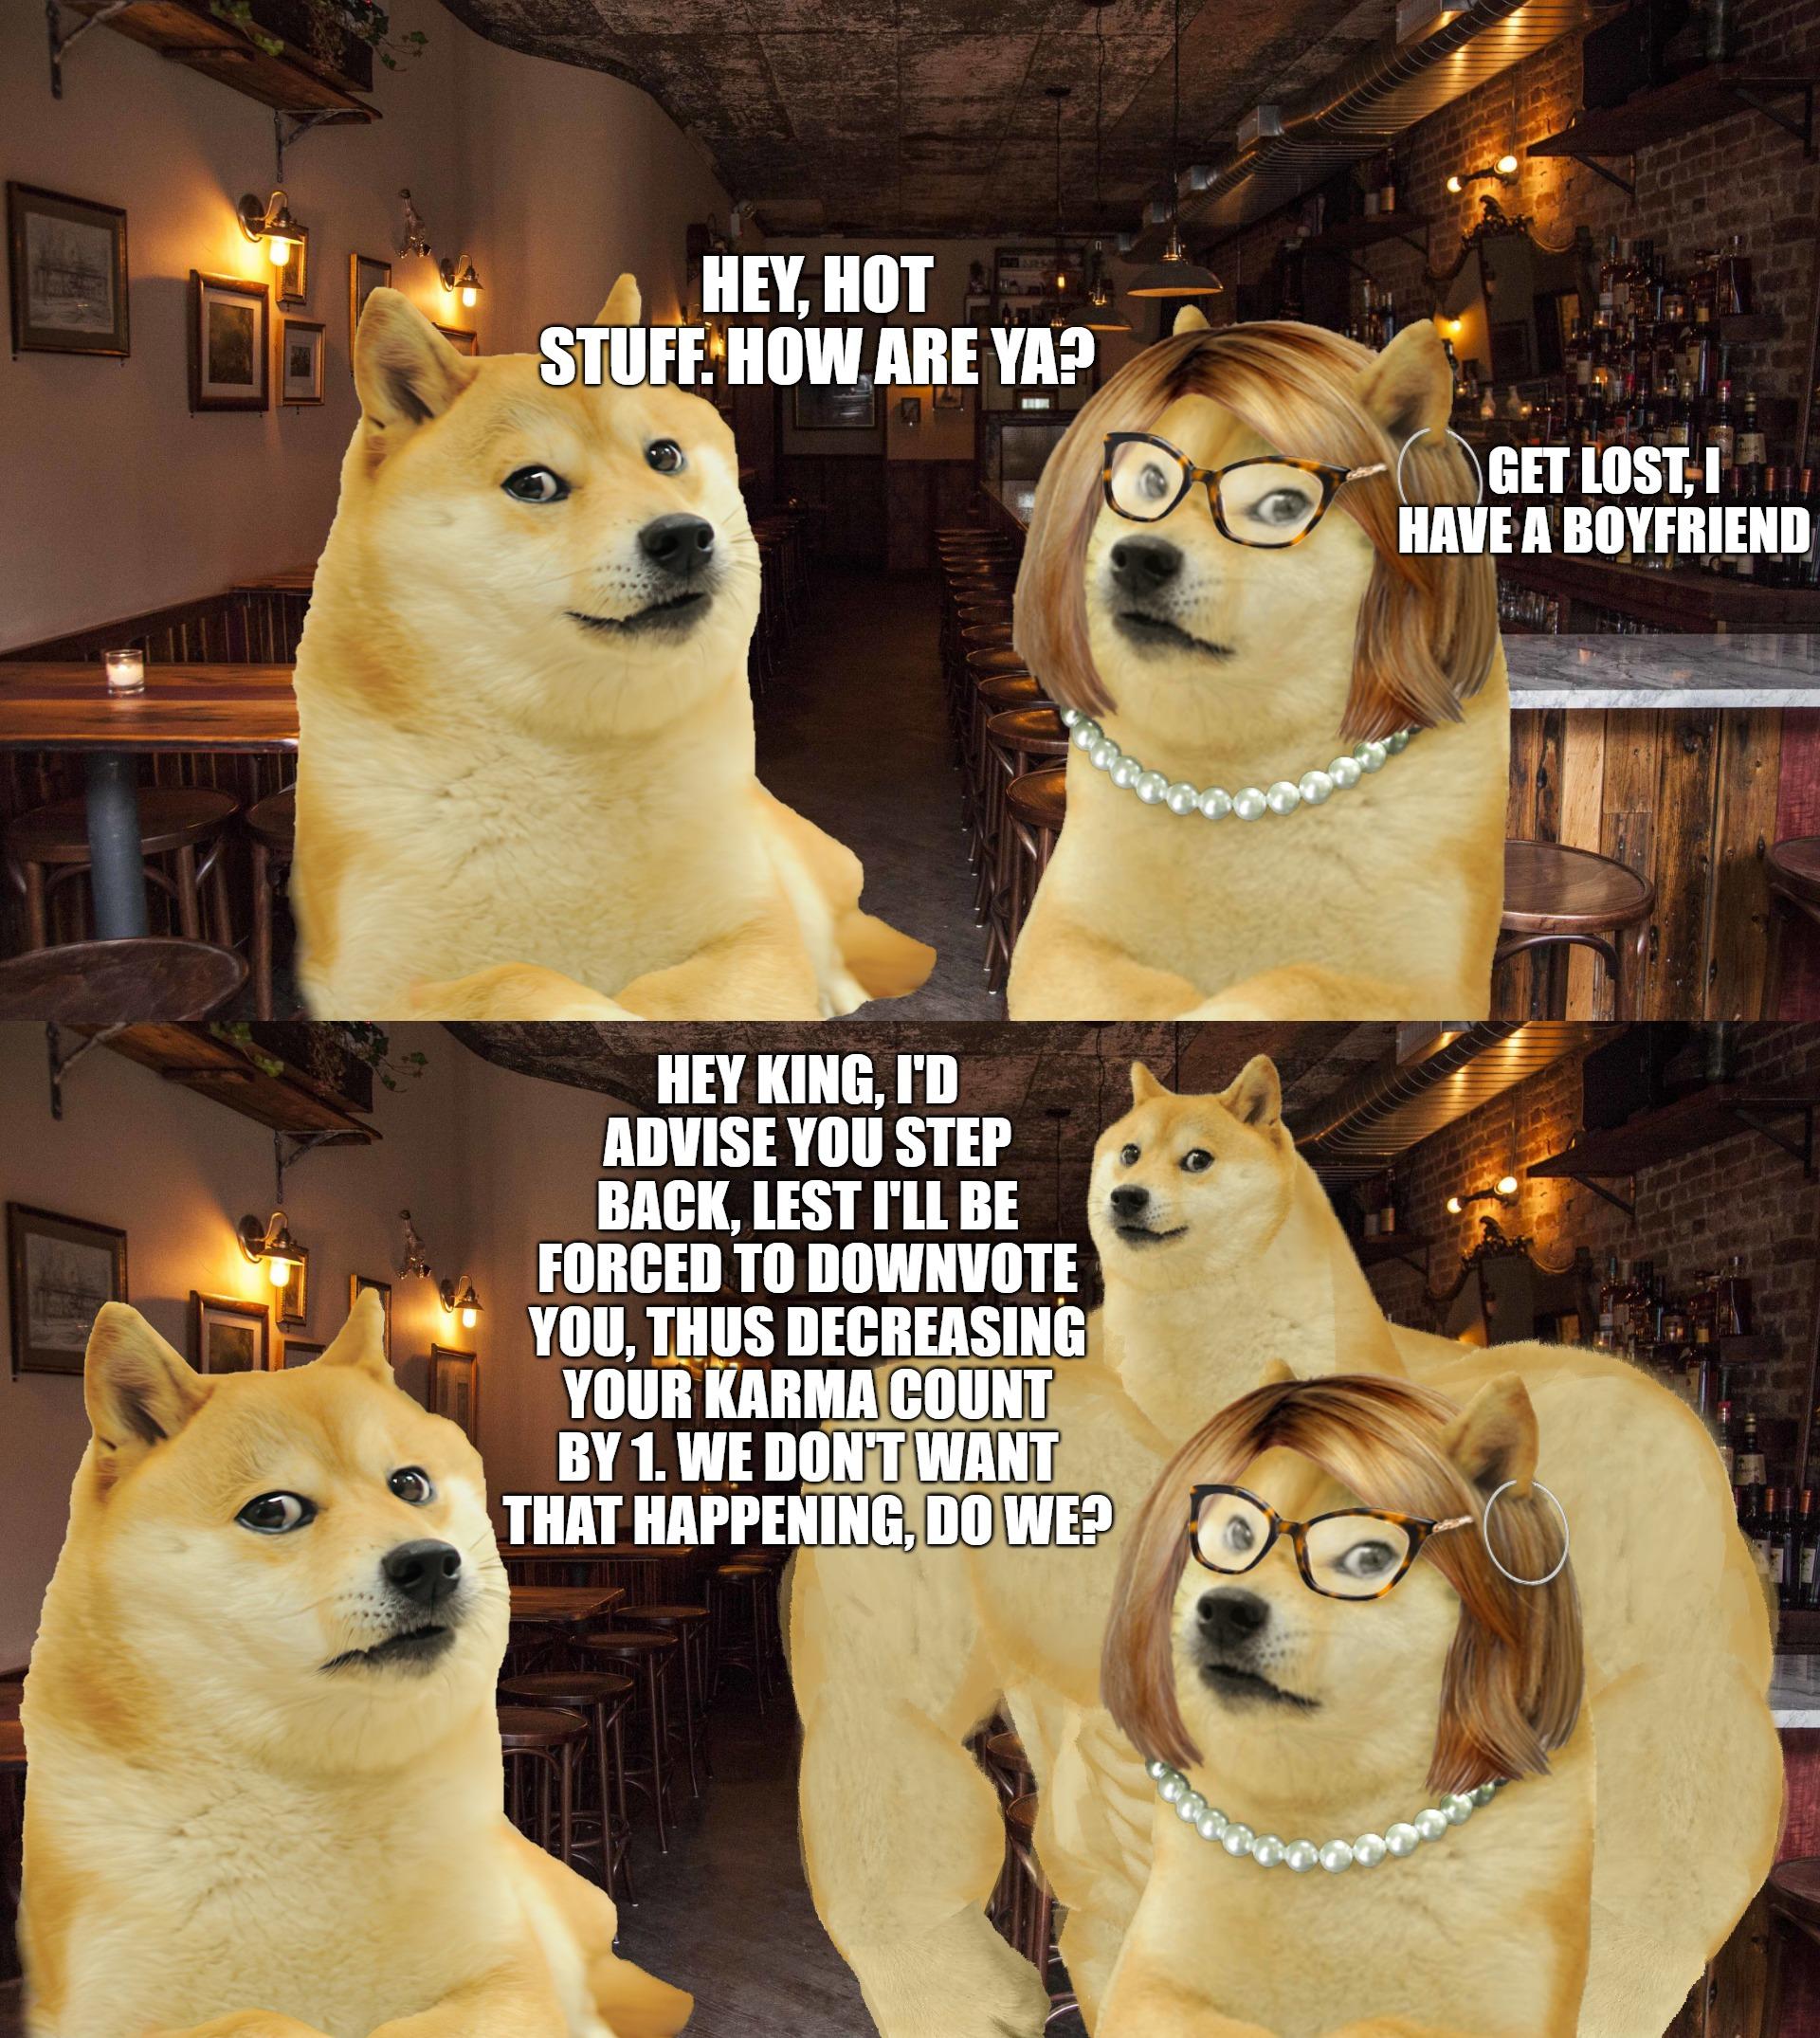 HEY, HOT
STUFF. HOW ARE YA?
GET LOST, I
HAVE A BOYFRIEND
HEY KING, I'D
ADVISE YOU STEP
BACK, LEST I'LL BE
FORCED TO DOWNVOTE
YOU, THUS DECREASING
YOUR KARMA COUNT
BY 1. WE DON'T WANT
THAT HAPPENING, DO WE?